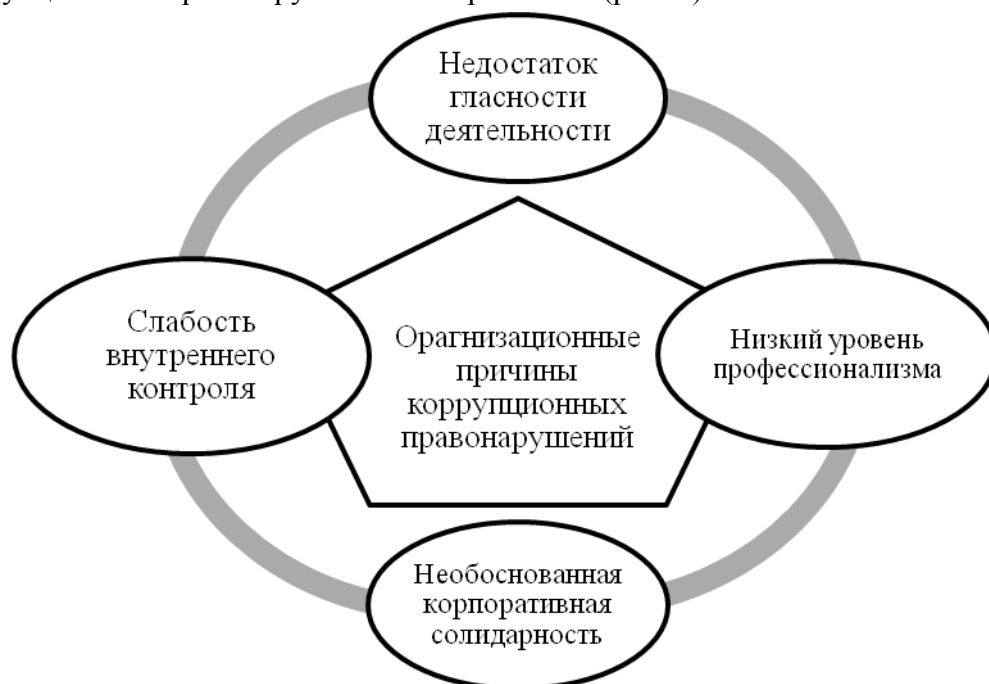 Недостаток
гласности
деятельности
Слабость
внутреннего
контроля
Орагнизационные
причины
коррупционных
правонарушений
Низкий уровень
профессионализма
Необоснованная
корпоративная
солидарность